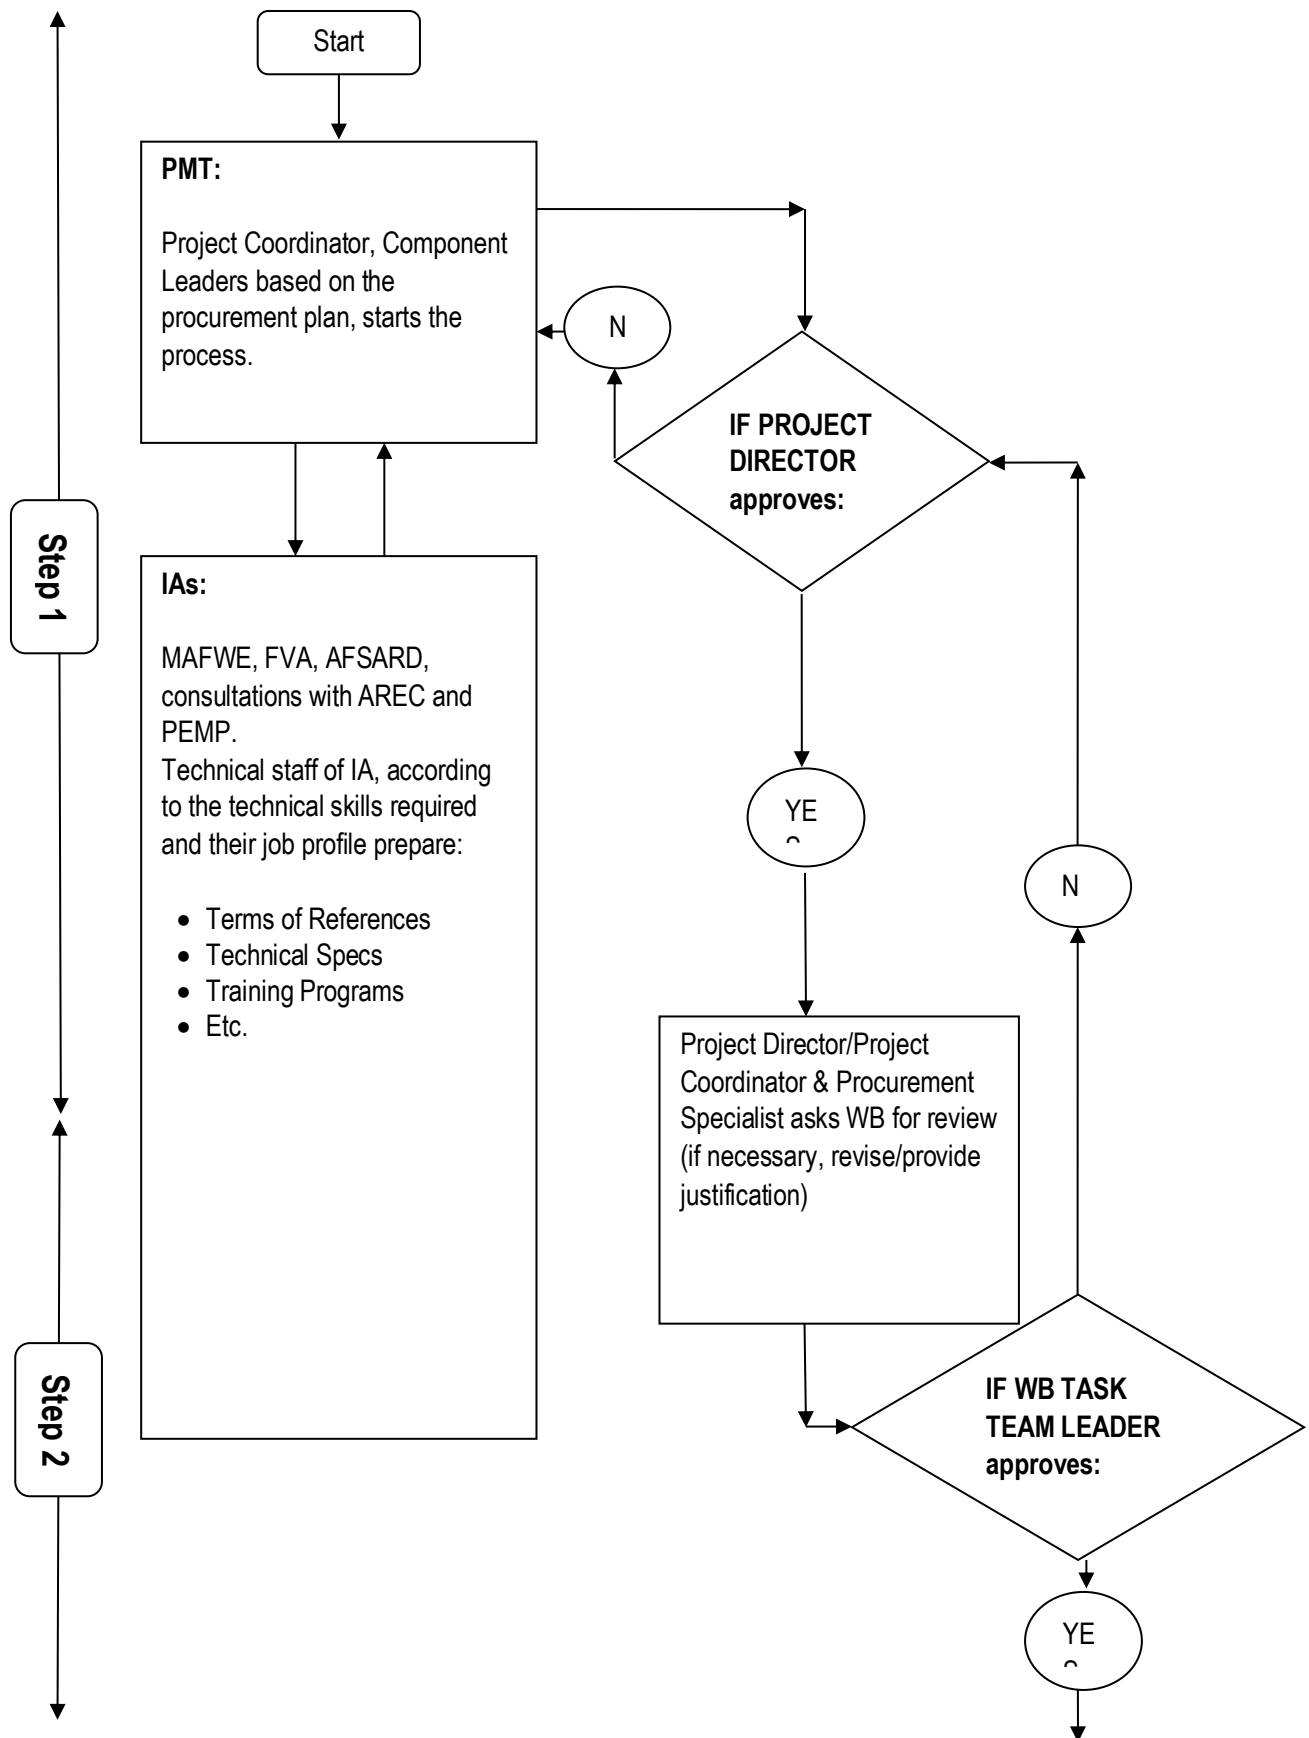 Start
PMT:
Project Coordinator, Component
Leaders based on the
procurement plan, starts the
process.
N
IF PROJECT
DIRECTOR
approves:
Step 1
IAs:
MAFWE, FVA, AFSARD,
consultations with AREC and
PEMP.
Technical staff of IA, according
to the technical skills required
and their job profile prepare:
• Terms of References
• Technical Specs
• Training Programs
• Etc.
YE
N
Project Director/Project
Coordinator & Procurement
Specialist asks WB for review
(if necessary, revise/provide
justification)
Step 2
IF WB TASK
TEAM LEADER
approves:
YE